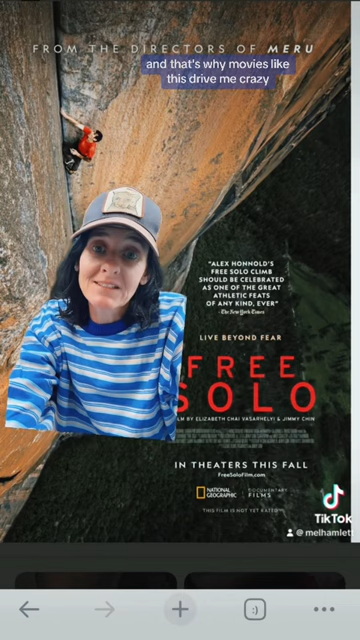 FROM THE DIRECTORS OF MERU
and that's why movies like
this drive me crazy
"ALEX HONNOLD'S
FREE SOLO CLIMB
SHOULD BE CELEBRATED
AS ONE OF THE GREAT
ATHLETIC FEATS
OF ANY KIND, EVER"
–The New York Times
LIVE BEYOND FEAR
FREE
SOLO
FILM BY ELIZABETH CHAI VASARHELYI & JIMMY CHIN
IN THEATERS THIS FALL
FreeSoloFilm.com
NATIONAL GEOGRAPHIC
DOCUMENTARY FILMS
THIS FILM IS NOT YET RATED
TikTok
@ melhamlett
:)